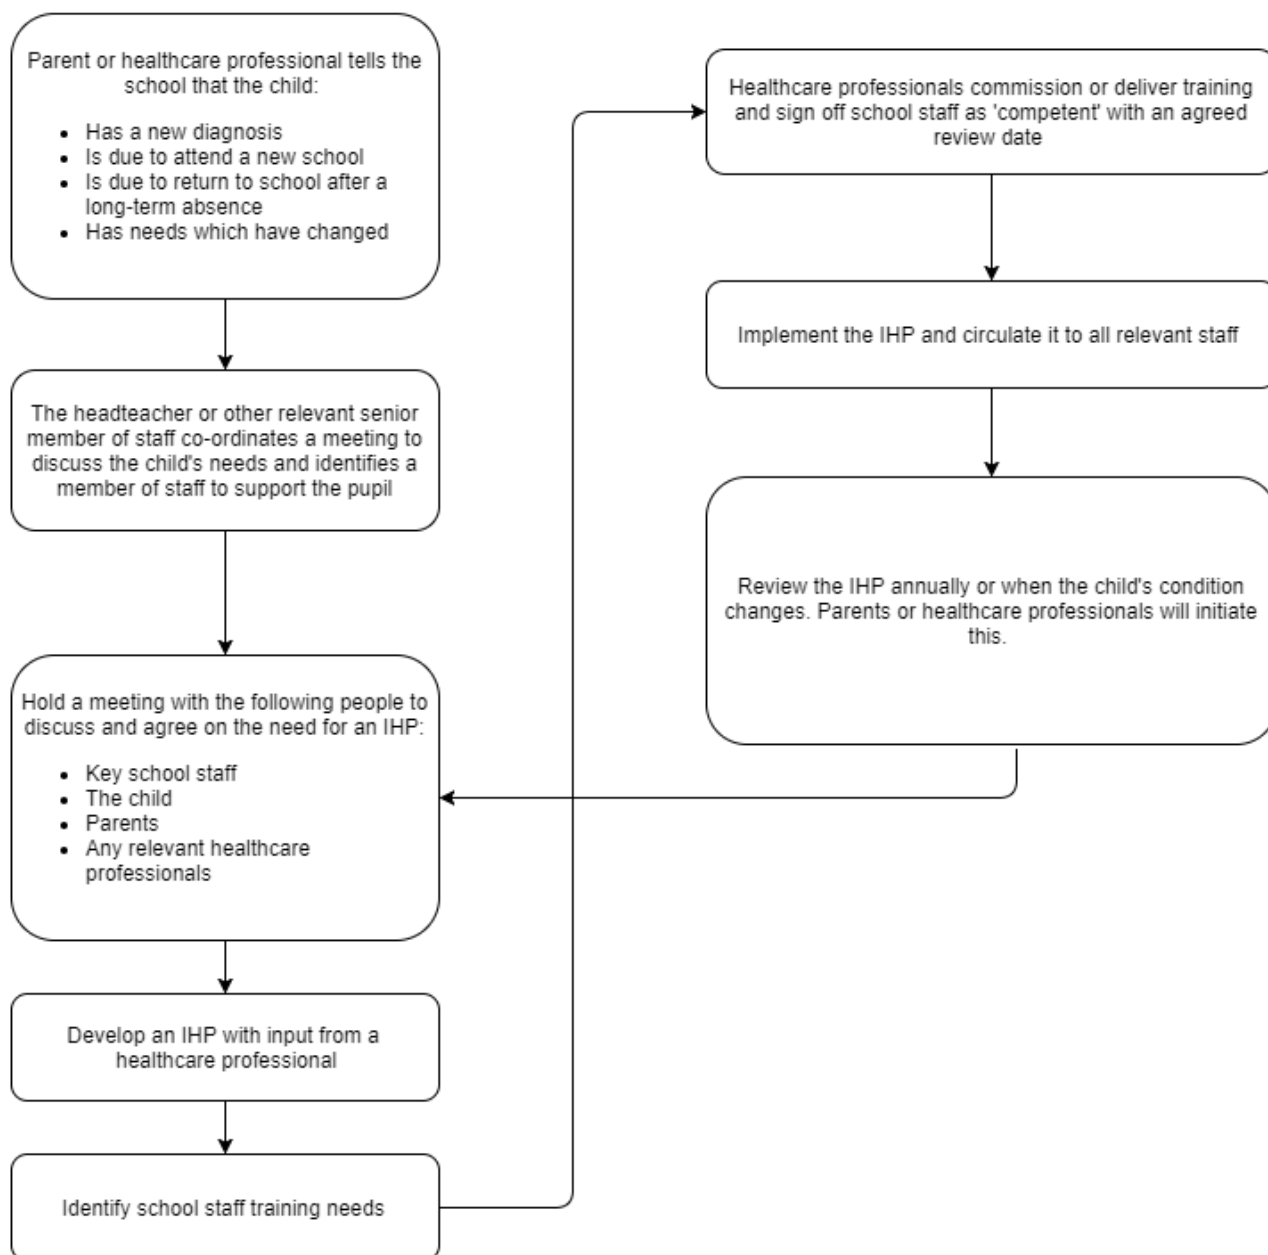 Parent or healthcare professional tells the
school that the child:
• Has a new diagnosis
• Is due to attend a new school
• Is due to return to school after a
long-term absence
• Has needs which have changed
The headteacher or other relevant senior
member of staff co-ordinates a meeting to
discuss the child's needs and identifies a
member of staff to support the pupil
Hold a meeting with the following people to
discuss and agree on the need for an IHP:
• Key school staff
• The child
• Parents
• Any relevant healthcare
professionals
Develop an IHP with input from a
healthcare professional
Identify school staff training needs
Healthcare professionals commission or deliver training
and sign off school staff as 'competent' with an agreed
review date
Implement the IHP and circulate it to all relevant staff
Review the IHP annually or when the child's condition
changes. Parents or healthcare professionals will initiate
this.